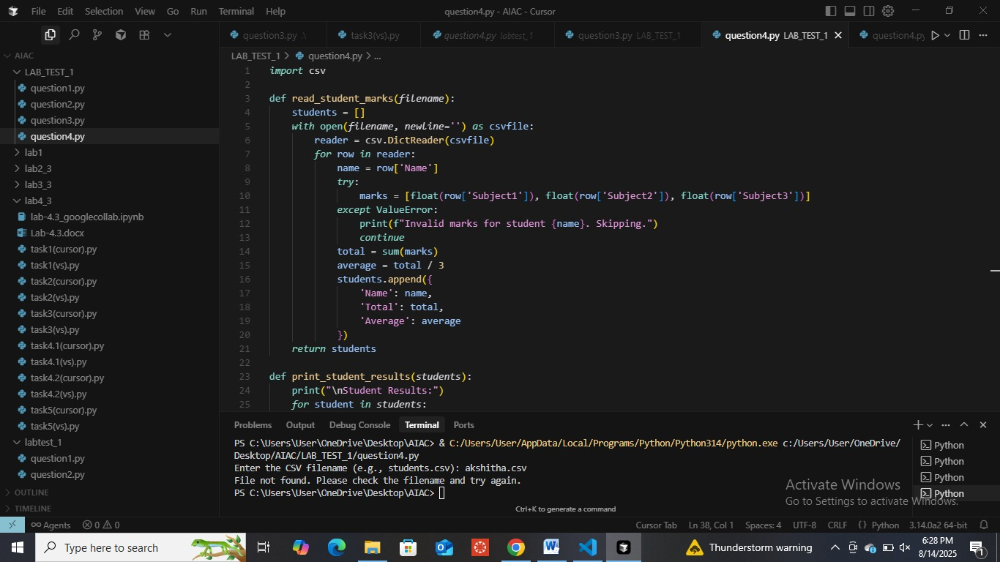 File Edit Selection View Go Run Terminal Help question4.py - AIAC - Cursor
question3.py .\ task3(vs).py question4.py labtest_1 question3.py LAB_TEST_1 question4.py LAB_TEST_1 question4.py
AIAC
LAB_TEST_1
question1.py
question2.py
question3.py
question4.py
lab1
lab2_3
lab3_3
lab4_3
lab-4.3_googlecollab.ipynb
Lab-4.3.docx
task1(cursor).py
task1(vs).py
task2(cursor).py
task2(vs).py
task3(cursor).py
task3(vs).py
task4.1(cursor).py
task4.1(vs).py
task4.2(cursor).py
task4.2(vs).py
task5(cursor).py
task5(vs).py
labtest_1
question1.py
question2.py
OUTLINE
TIMELINE
LAB_TEST_1 > question4.py > ...
1 import csv
2
3 def read_student_marks(filename):
4 students = []
5 with open(filename, newline='') as csvfile:
6 reader = csv.DictReader(csvfile)
7 for row in reader:
8 name = row['Name']
9 try:
10 marks = [float(row['Subject1']), float(row['Subject2']), float(row['Subject3'])]
11 except ValueError:
12 print(f"Invalid marks for student {name}. Skipping.")
13 continue
14 total = sum(marks)
15 average = total / 3
16 students.append({
17 'Name': name,
18 'Total': total,
19 'Average': average
20 })
21 return students
22
23 def print_student_results(students):
24 print("\nStudent Results:")
25 for student in students:
Problems Output Debug Console Terminal Ports
PS C:\Users\User\OneDrive\Desktop\AIAC> & C:/Users/User/AppData/Local/Programs/Python/Python314/python.exe c:/Users/User/OneDrive/
Desktop/AIAC/LAB_TEST_1/question4.py
Enter the CSV filename (e.g., students.csv): akshitha.csv
File not found. Please check the filename and try again.
PS C:\Users\User\OneDrive\Desktop\AIAC>
Python
Python
Python
Python
Ctrl+K to generate a command
Activate Windows
Go to Settings to activate Windows.
Agents 0 0 Cursor Tab Ln 38, Col 1 Spaces: 4 UTF-8 CRLF {} Python 3.14.0a2 64-bit
Type here to search Thunderstorm warning 6:28 PM
8/14/2025
1